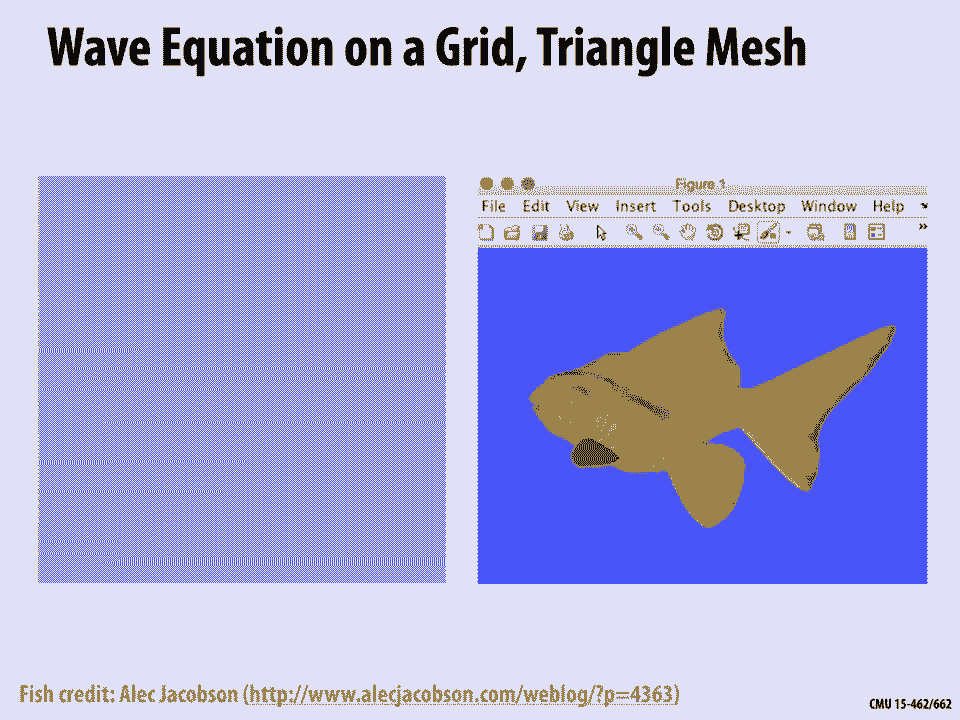 Wave Equation on a Grid, Triangle Mesh
Figure 1
File Edit View Insert Tools Desktop Window Help
Fish credit: Alec Jacobson (http://www.alecjacobson.com/weblog/?p=4363)
CMU 15-462/662